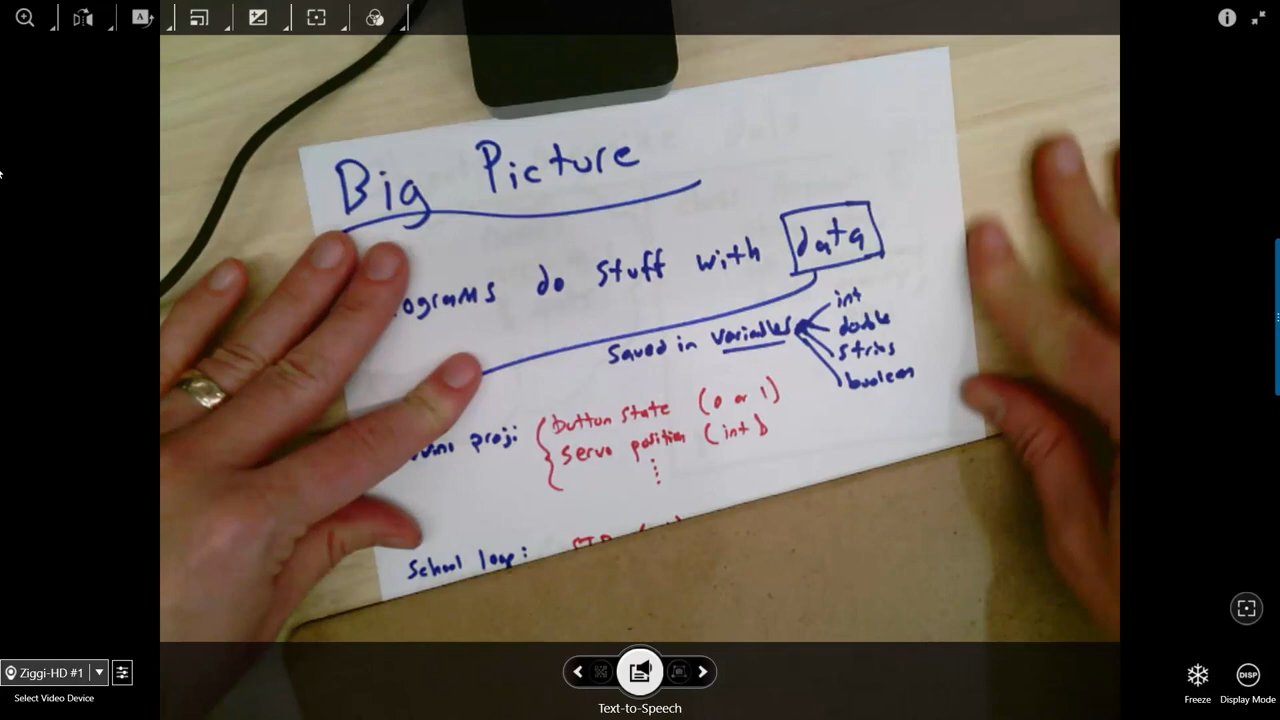 Big Picture
ograms do stuff with data
Saved in variables
int
double
string
boolean
button state (0 or 1)
proj: servo position (int)
School loop:
Ziggi-HD #1
Select Video Device
Text-to-Speech
Freeze
DISP
Display Mode